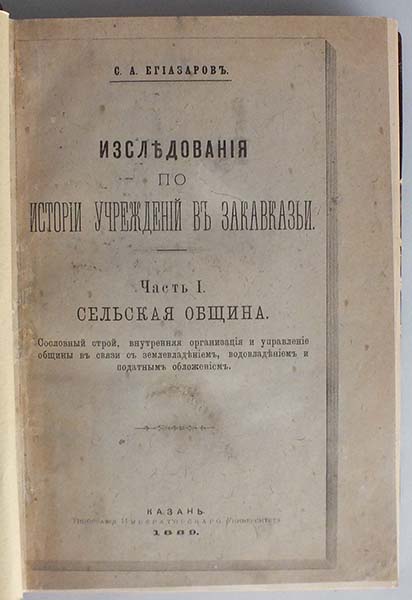 С. А. ЕГІАЗАРОВЪ.
ИЗСЛѢДОВАНІЯ
ПО
ИСТОРІИ УЧРЕЖДЕНІЙ ВЪ ЗАКАВКАЗЬИ.
Часть I.
СЕЛЬСКАЯ ОБЩИНА.
Сословный строй, внутренняя организація и управленіе
общины въ связи съ землевладѣніемъ, водовладѣніемъ и
податнымъ обложеніемъ.
КАЗАНЬ.
Типографія Императорскаго Университета
1889.